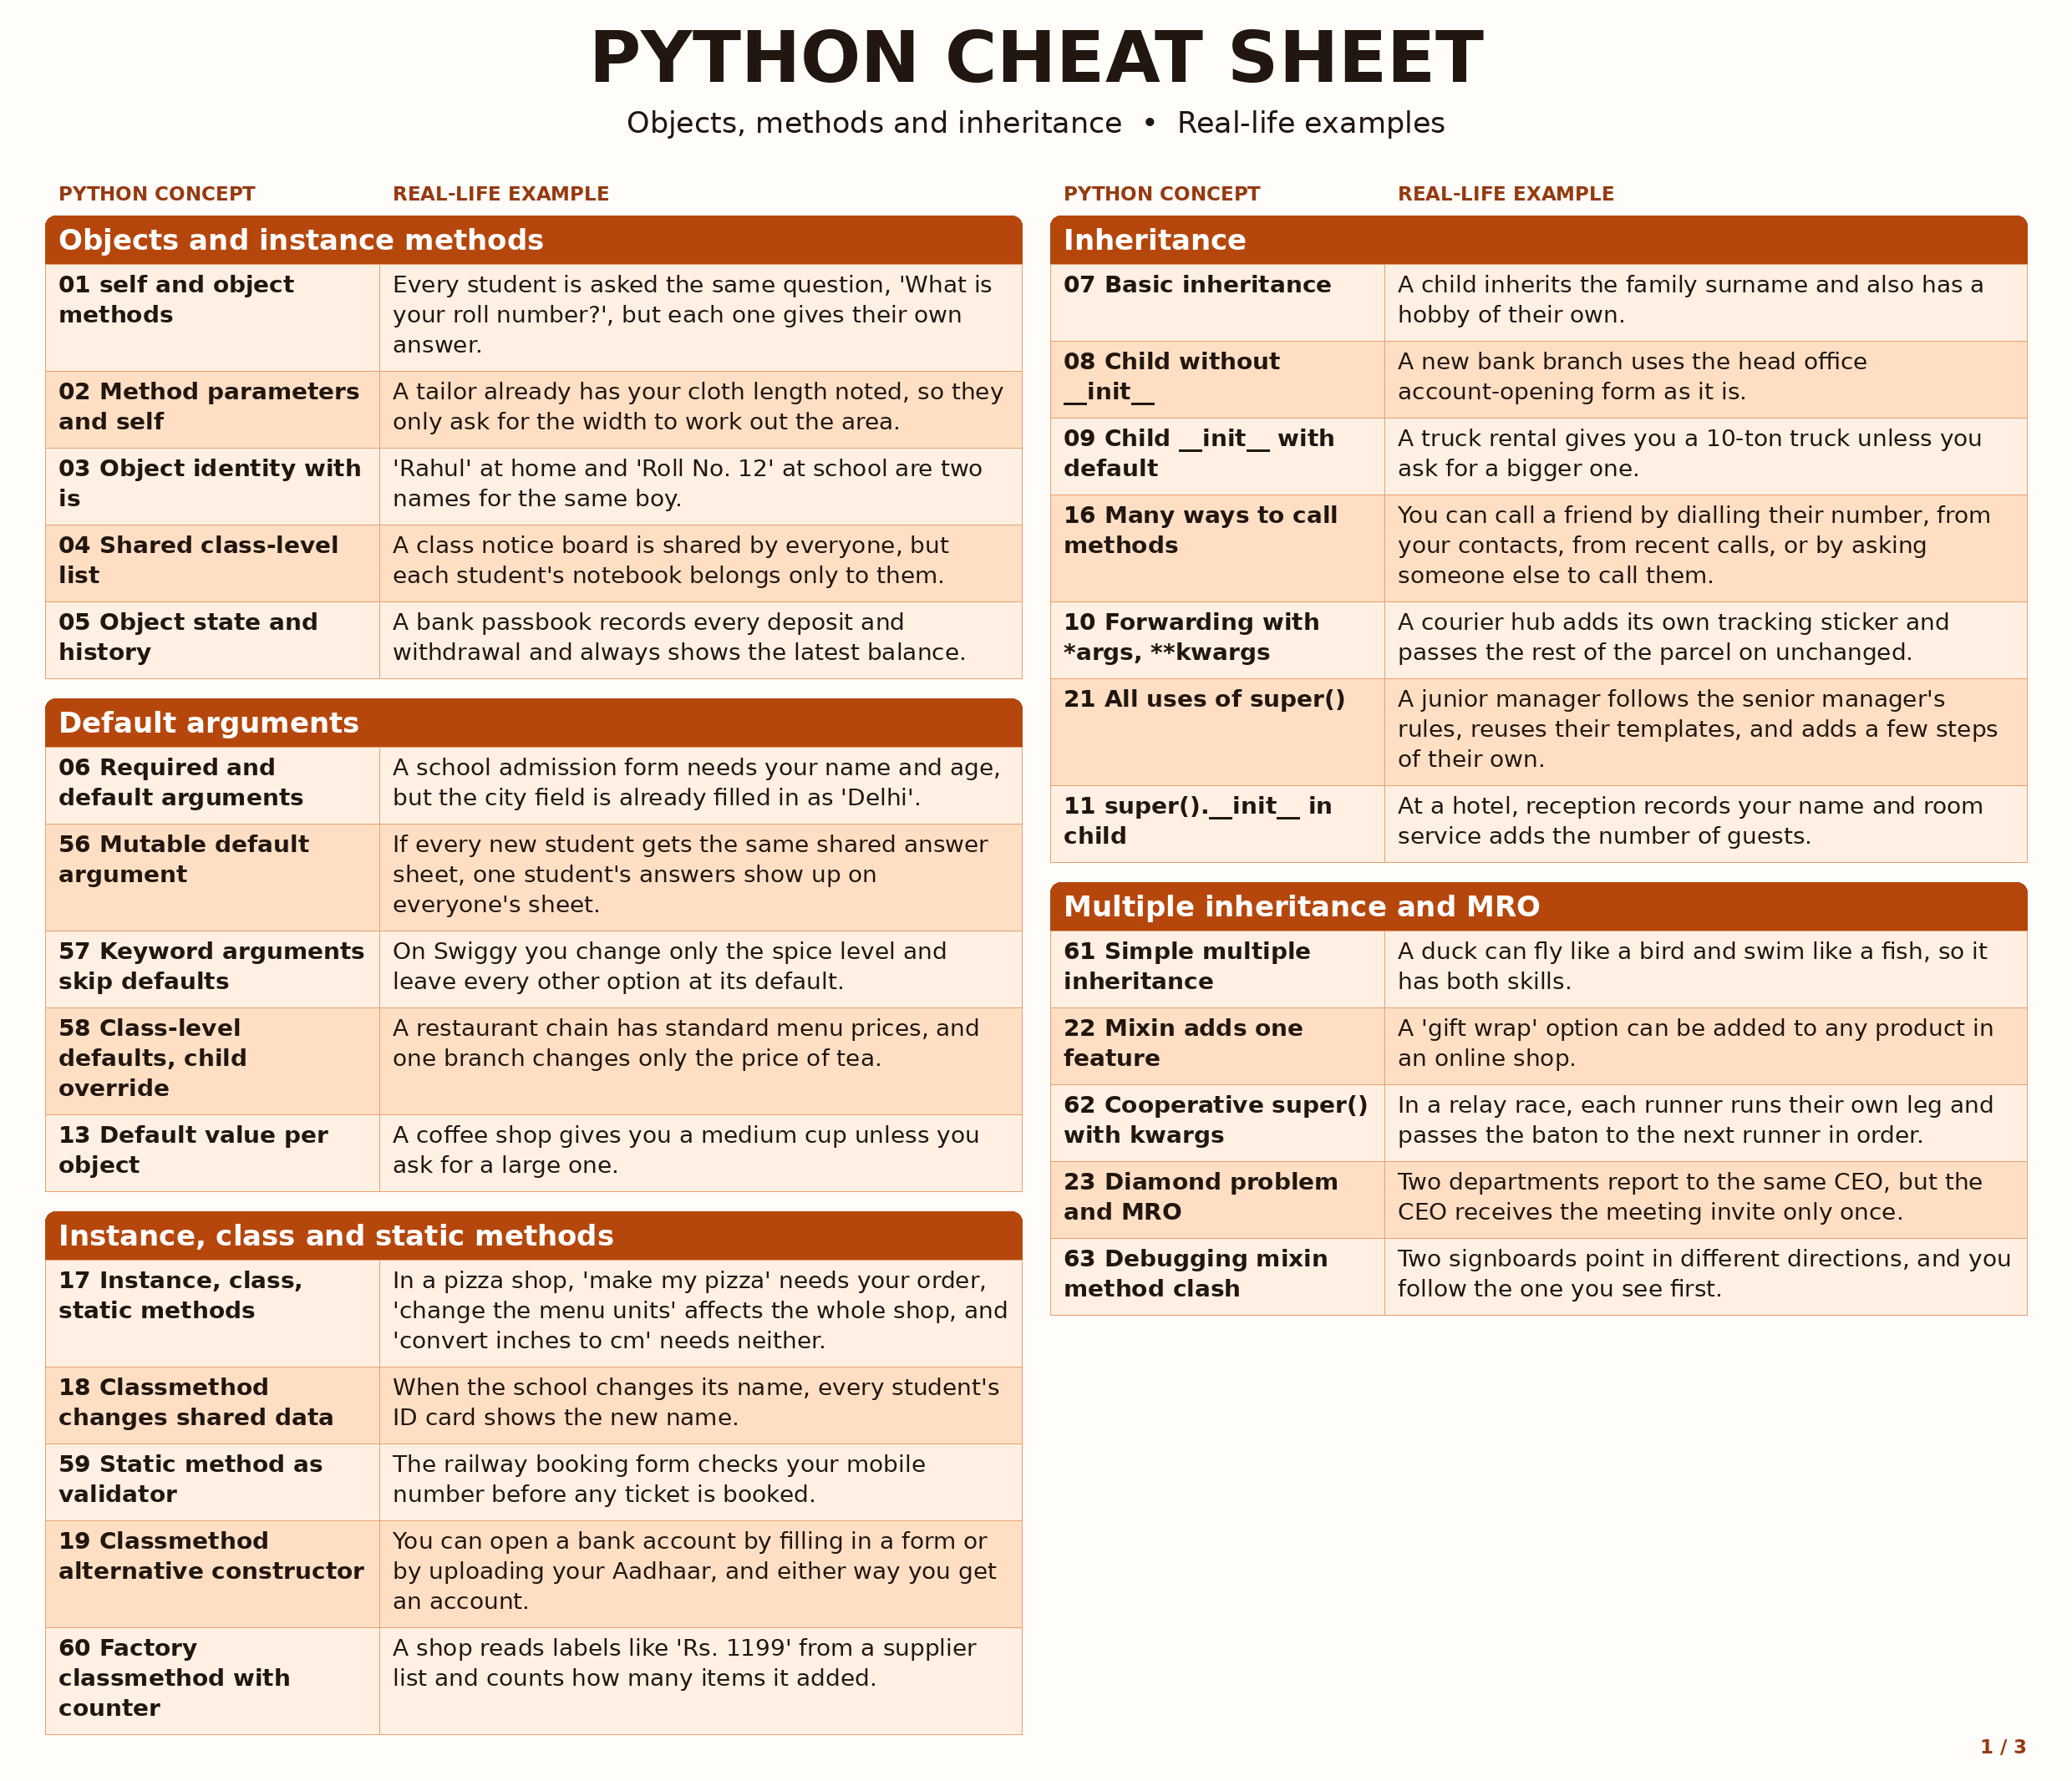 PYTHON CHEAT SHEET
Objects, methods and inheritance • Real-life examples
PYTHON CONCEPT
REAL-LIFE EXAMPLE
Objects and instance methods
01 self and object
methods
Every student is asked the same question, 'What is
your roll number?', but each one gives their own
answer.
02 Method parameters
and self
A tailor already has your cloth length noted, so they
only ask for the width to work out the area.
03 Object identity with
is
'Rahul' at home and 'Roll No. 12' at school are two
names for the same boy.
04 Shared class-level
list
A class notice board is shared by everyone, but
each student's notebook belongs only to them.
05 Object state and
history
A bank passbook records every deposit and
withdrawal and always shows the latest balance.
Default arguments
06 Required and
default arguments
A school admission form needs your name and age,
but the city field is already filled in as 'Delhi'.
56 Mutable default
argument
If every new student gets the same shared answer
sheet, one student's answers show up on
everyone's sheet.
57 Keyword arguments
skip defaults
On Swiggy you change only the spice level and
leave every other option at its default.
58 Class-level
defaults, child
override
A restaurant chain has standard menu prices, and
one branch changes only the price of tea.
13 Default value per
object
A coffee shop gives you a medium cup unless you
ask for a large one.
Instance, class and static methods
17 Instance, class,
static methods
In a pizza shop, 'make my pizza' needs your order,
'change the menu units' affects the whole shop, and
'convert inches to cm' needs neither.
18 Classmethod
changes shared data
When the school changes its name, every student's
ID card shows the new name.
59 Static method as
validator
The railway booking form checks your mobile
number before any ticket is booked.
19 Classmethod
alternative constructor
You can open a bank account by filling in a form or
by uploading your Aadhaar, and either way you get
an account.
60 Factory
classmethod with
counter
A shop reads labels like 'Rs. 1199' from a supplier
list and counts how many items it added.
PYTHON CONCEPT
REAL-LIFE EXAMPLE
Inheritance
07 Basic inheritance
A child inherits the family surname and also has a
hobby of their own.
08 Child without
__init__
A new bank branch uses the head office
account-opening form as it is.
09 Child __init__ with
default
A truck rental gives you a 10-ton truck unless you
ask for a bigger one.
16 Many ways to call
methods
You can call a friend by dialling their number, from
your contacts, from recent calls, or by asking
someone else to call them.
10 Forwarding with
*args, **kwargs
A courier hub adds its own tracking sticker and
passes the rest of the parcel on unchanged.
21 All uses of super()
A junior manager follows the senior manager's
rules, reuses their templates, and adds a few steps
of their own.
11 super().__init__ in
child
At a hotel, reception records your name and room
service adds the number of guests.
Multiple inheritance and MRO
61 Simple multiple
inheritance
A duck can fly like a bird and swim like a fish, so it
has both skills.
22 Mixin adds one
feature
A 'gift wrap' option can be added to any product in
an online shop.
62 Cooperative super()
with kwargs
In a relay race, each runner runs their own leg and
passes the baton to the next runner in order.
23 Diamond problem
and MRO
Two departments report to the same CEO, but the
CEO receives the meeting invite only once.
63 Debugging mixin
method clash
Two signboards point in different directions, and you
follow the one you see first.
1 / 3